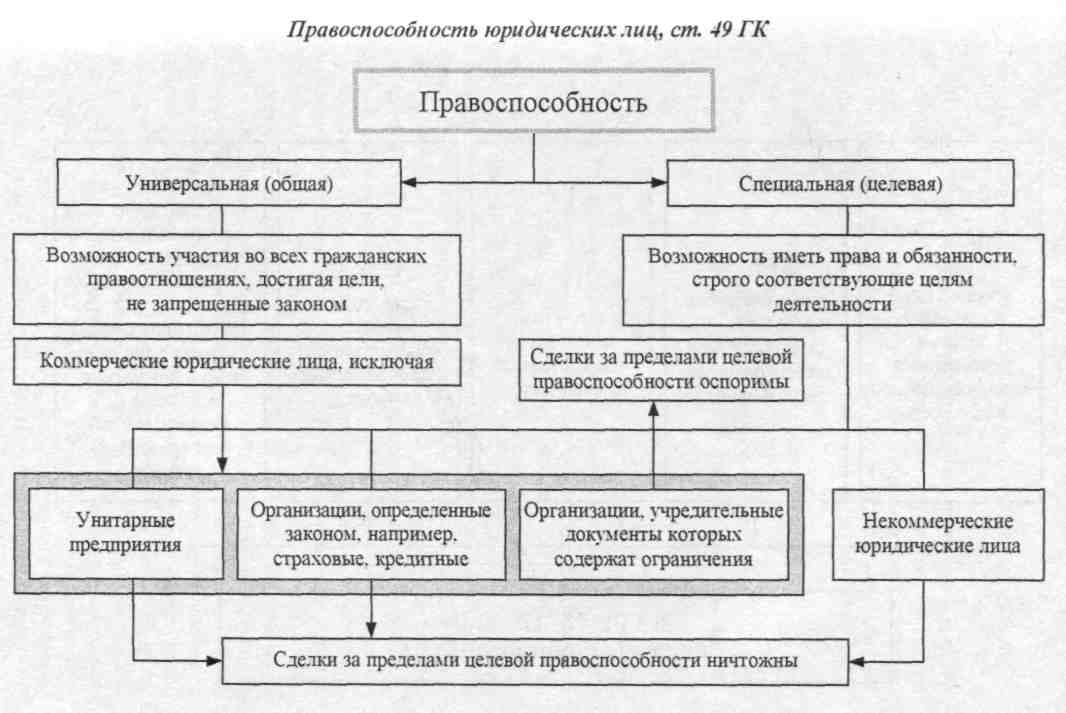 Правоспособность юридических лиц, ст. 49 ГК
Правоспособность
Универсальная (общая)
Специальная (целевая)
Возможность участия во всех гражданских
правоотношениях, достигая цели,
не запрещенные законом
Возможность иметь права и обязанности,
строго соответствующие целям
деятельности
Коммерческие юридические лица, исключая
Сделки за пределами целевой
правоспособности оспоримы
Унитарные
предприятия
Организации, определенные
законом, например,
страховые, кредитные
Организации, учредительные
документы которых
содержат ограничения
Некоммерческие
юридические лица
Сделки за пределами целевой правоспособности ничтожны